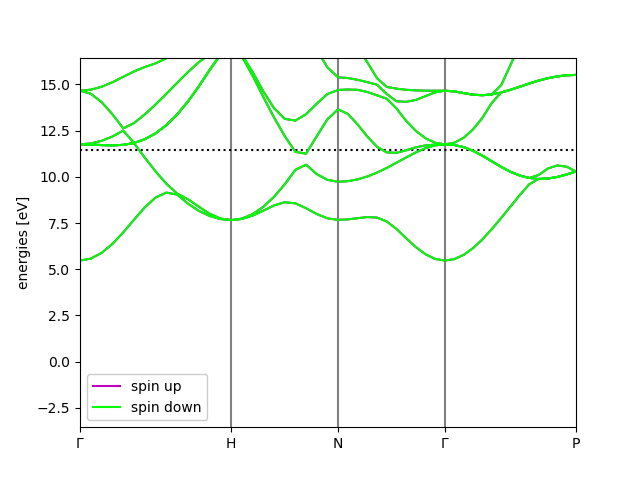 15.0
12.5
10.0
7.5
5.0
2.5
0.0
−2.5
energies [eV]
spin up
spin down
Γ H N Γ P